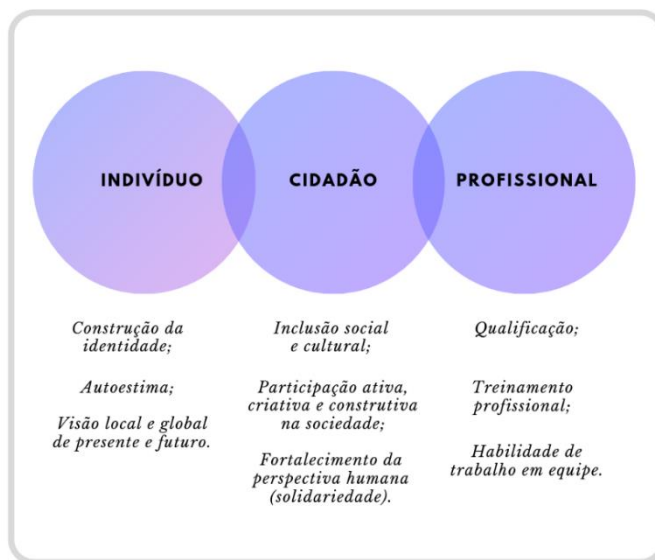 INDIVÍDUO
CIDADÃO
PROFISSIONAL
Construção da
identidade;
Autoestima;
Visão local e global
de presente e futuro.
Inclusão social
e cultural;
Participação ativa,
criativa e construtiva
na sociedade;
Fortalecimento da
perspectiva humana
(solidariedade).
Qualificação;
Treinamento
profissional;
Habilidade de
trabalho em equipe.